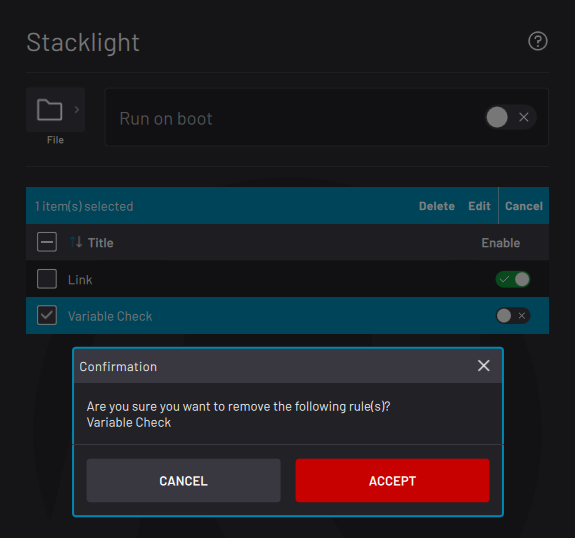 Stacklight
Run on boot
File
1 item(s) selected
Delete
Edit
Cancel
Title
Enable
Link
Variable Check
Confirmation
Are you sure you want to remove the following rule(s)?
Variable Check
CANCEL
ACCEPT